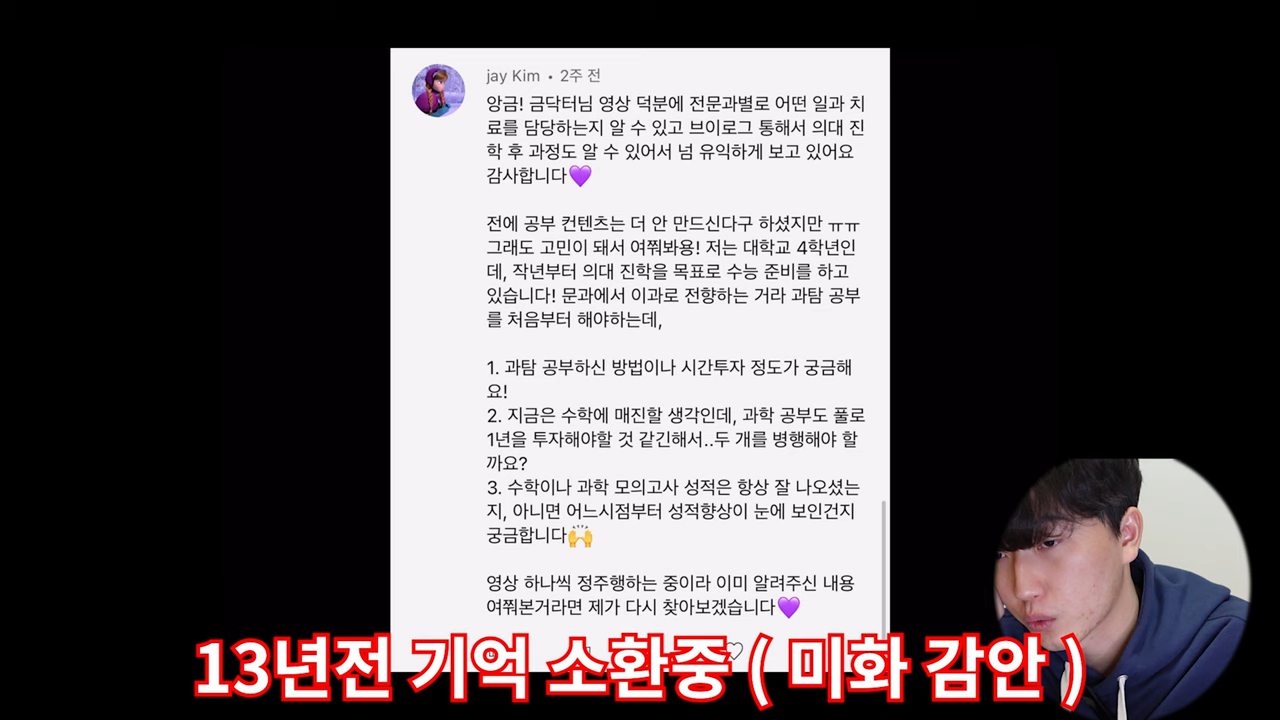 jay Kim • 2주 전
앙금! 금닥터님 영상 덕분에 전문과별로 어떤 일과 치
료를 담당하는지 알 수 있고 브이로그 통해서 의대 진
학 후 과정도 알 수 있어서 넘 유익하게 보고 있어요
감사합니다💜
전에 공부 컨텐츠는 더 안 만드신다구 하셨지만 ㅠㅠ
그래도 고민이 돼서 여쭤봐용! 저는 대학교 4학년인
데, 작년부터 의대 진학을 목표로 수능 준비를 하고
있습니다! 문과에서 이과로 전향하는 거라 과탐 공부
를 처음부터 해야하는데,
1. 과탐 공부하신 방법이나 시간투자 정도가 궁금해
요!
2. 지금은 수학에 매진할 생각인데, 과학 공부도 풀로
1년을 투자해야할 것 같긴해서..두 개를 병행해야 할
까요?
3. 수학이나 과학 모의고사 성적은 항상 잘 나오셨는
지, 아니면 어느시점부터 성적향상이 눈에 보인건지
궁금합니다🙌
영상 하나씩 정주행하는 중이라 이미 알려주신 내용
여쭤본거라면 제가 다시 찾아보겠습니다💜
13년전 기억 소환중 ( 미화 감안 )